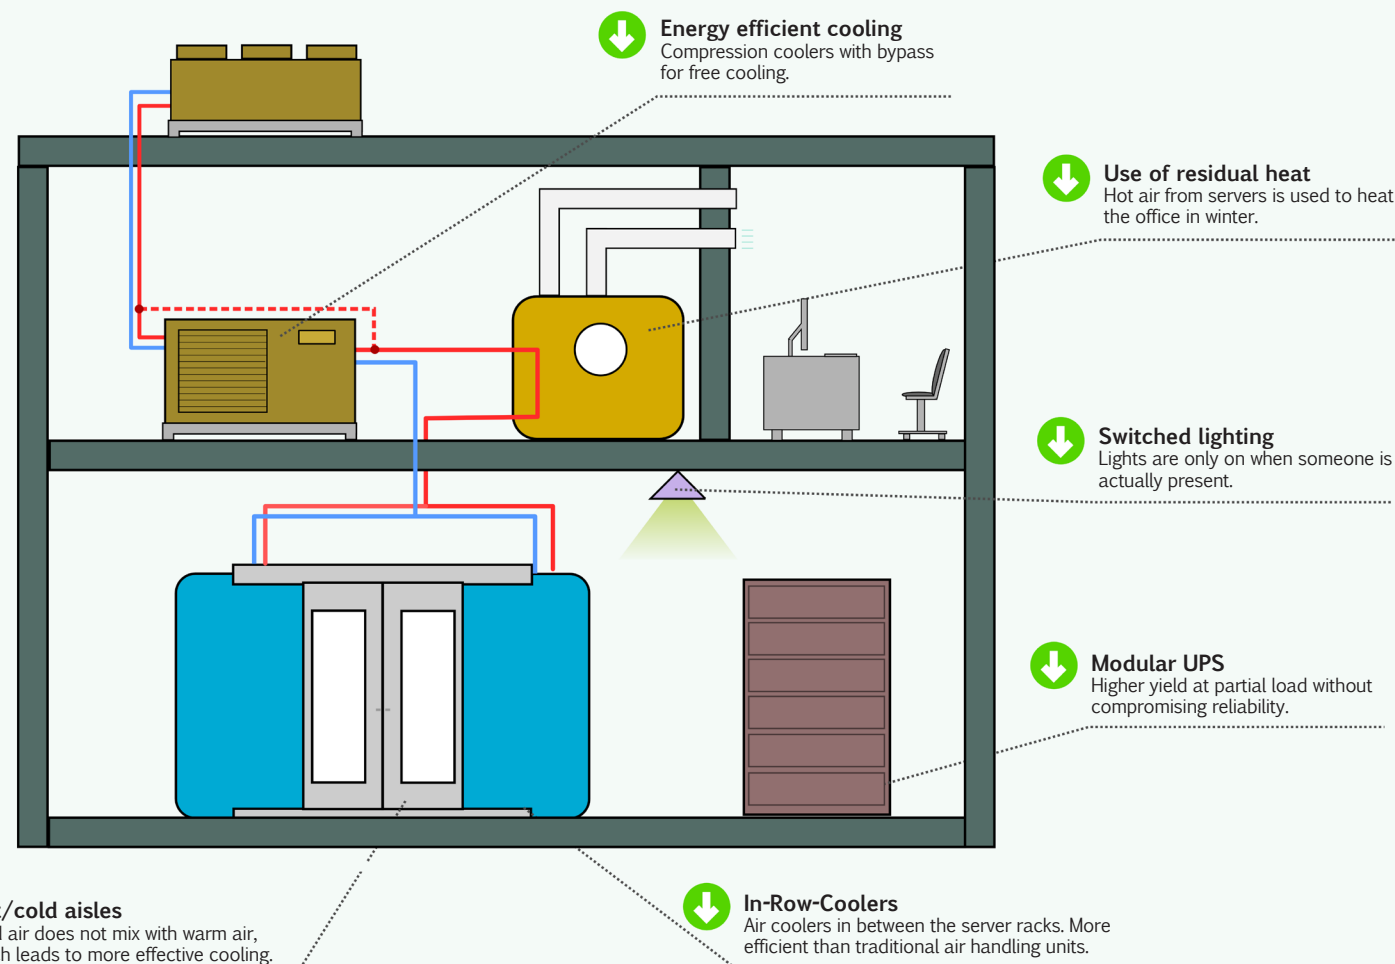 Energy efficient cooling
Compression coolers with bypass
for free cooling.
Use of residual heat
Hot air from servers is used to heat
the office in winter.
Switched lighting
Lights are only on when someone is
actually present.
Modular UPS
Higher yield at partial load without
compromising reliability.
/cold aisles
air does not mix with warm air,
leads to more effective cooling.
In-Row-Coolers
Air coolers in between the server racks. More
efficient than traditional air handling units.